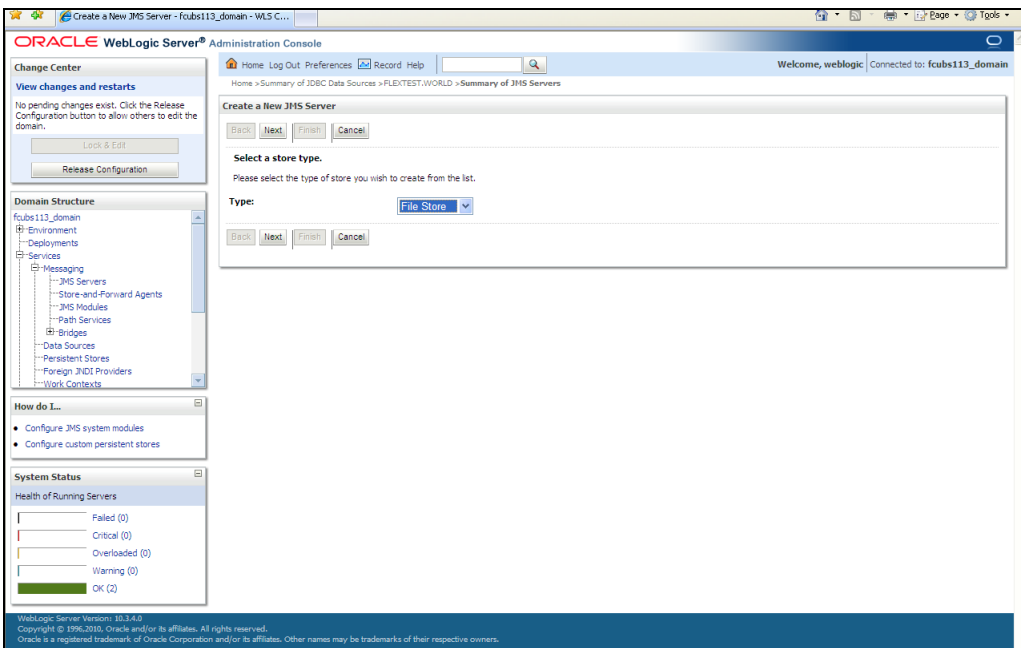 Create a New JMS Server - fcubs113_domain - WLS C...
Page
Tools
ORACLE WebLogic Server® Administration Console
Change Center
View changes and restarts
No pending changes exist. Click the Release
Configuration button to allow others to edit the
domain.
Lock & Edit
Release Configuration
Domain Structure
fcubs113_domain
Environment
Deployments
Services
Messaging
JMS Servers
Store-and-Forward Agents
JMS Modules
Path Services
Bridges
Data Sources
Persistent Stores
Foreign JNDI Providers
Work Contexts
How do I...
Configure JMS system modules
Configure custom persistent stores
System Status
Health of Running Servers
Failed (0)
Critical (0)
Overloaded (0)
Warning (0)
OK (2)
Home Log Out Preferences Record Help
Welcome, weblogic Connected to: fcubs113_domain
Home >Summary of JDBC Data Sources >FLEXTEST.WORLD >Summary of JMS Servers
Create a New JMS Server
Back Next Finish Cancel
Select a store type.
Please select the type of store you wish to create from the list.
Type: File Store
Back Next Finish Cancel
WebLogic Server Version: 10.3.4.0
Copyright © 1996,2010, Oracle and/or its affiliates. All rights reserved.
Oracle is a registered trademark of Oracle Corporation and/or its affiliates. Other names may be trademarks of their respective owners.